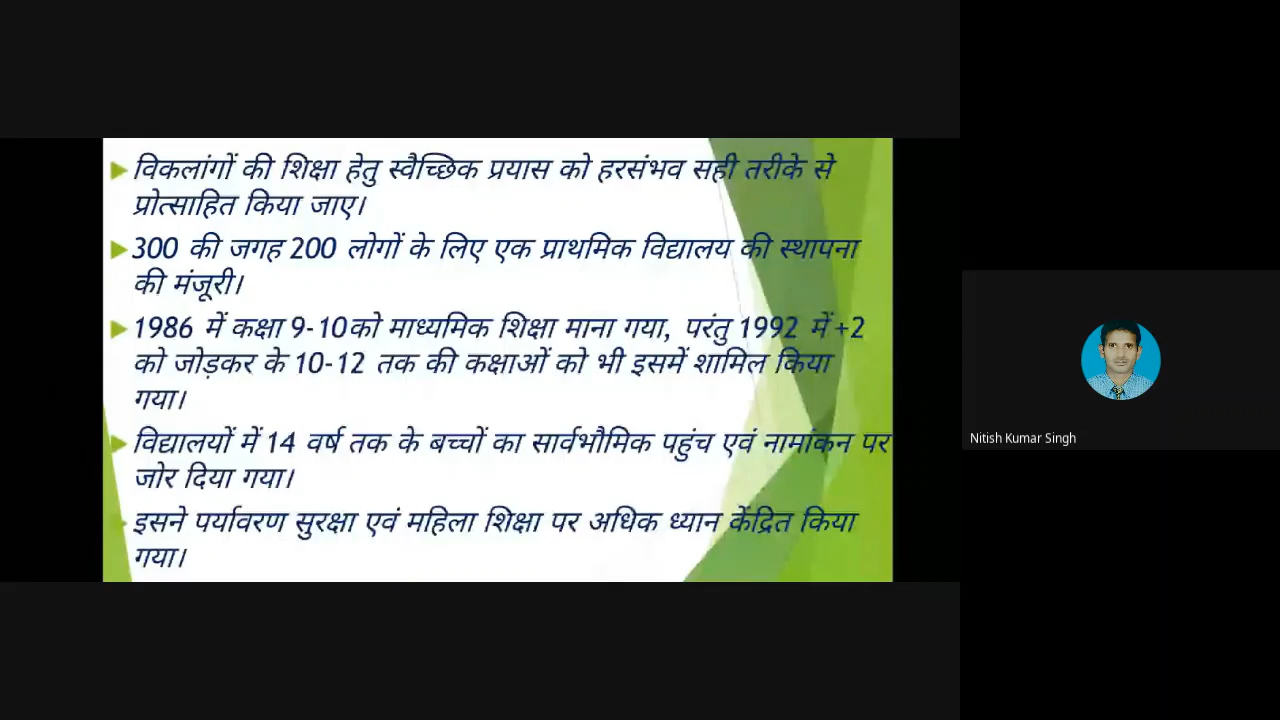 विकलांगों की शिक्षा हेतु स्वैच्छिक प्रयास को हरसंभव सही तरीके से
प्रोत्साहित किया जाए।
300 की जगह 200 लोगों के लिए एक प्राथमिक विद्यालय की स्थापना
की मंजूरी।
1986 में कक्षा 9-10को माध्यमिक शिक्षा माना गया, परंतु 1992 में +2
को जोड़कर के 10-12 तक की कक्षाओं को भी इसमें शामिल किया
गया।
विद्यालयों में 14 वर्ष तक के बच्चों का सार्वभौमिक पहुंच एवं नामांकन पर
जोर दिया गया।
इसने पर्यावरण सुरक्षा एवं महिला शिक्षा पर अधिक ध्यान केंद्रित किया
गया।
Nitish Kumar Singh